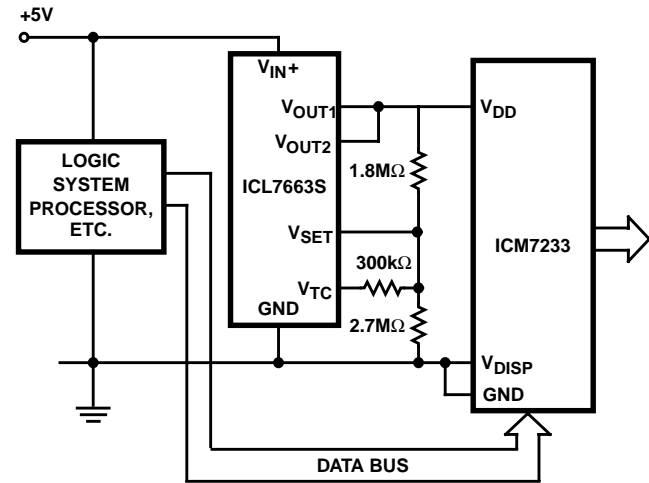 +5V
VIN+
VOUT1
VOUT2
VDD
LOGIC
SYSTEM
PROCESSOR,
ETC.
1.8MΩ
ICL7663S
VSET
ICM7233
300kΩ
VTC
GND
2.7MΩ
VDISP
GND
DATA BUS